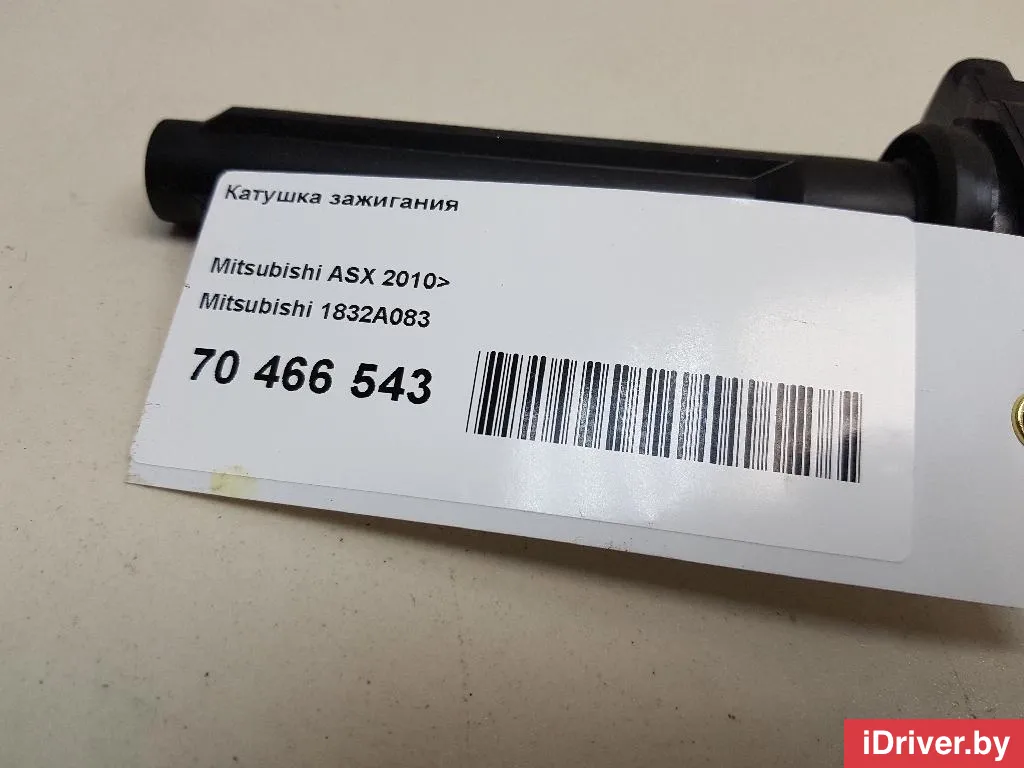 Катушка зажигания
Mitsubishi ASX 2010>
Mitsubishi 1832A083
70 466 543
iDriver.by